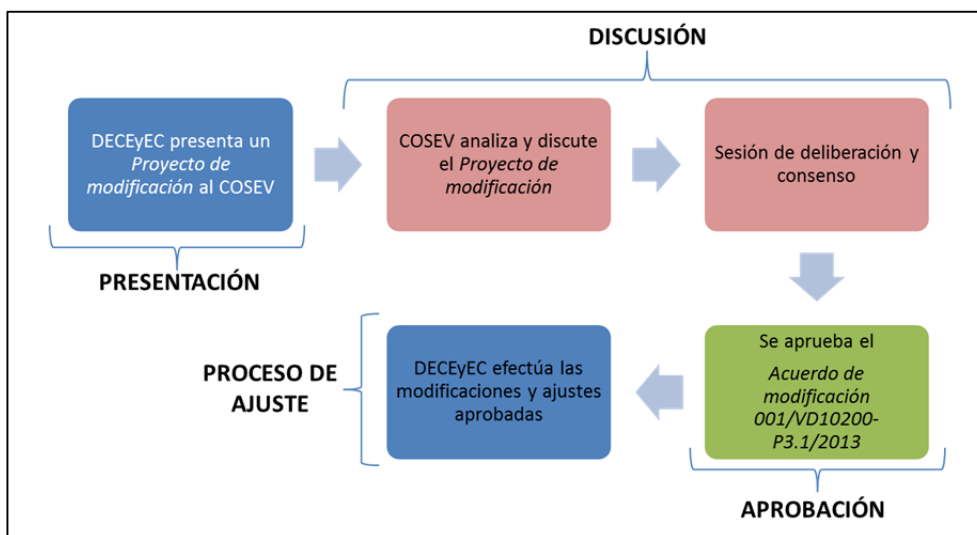 DISCUSIÓN
DECEyEC presenta un
Proyecto de
modificación al COSEV
COSEV analiza y discute
el Proyecto de
modificación
Sesión de deliberación y
consenso
PRESENTACIÓN
Se aprueba el
Acuerdo de
modificación
001/VD10200-
P3.1/2013
APROBACIÓN
DECEyEC efectúa las
modificaciones y ajustes
aprobadas
PROCESO DE
AJUSTE